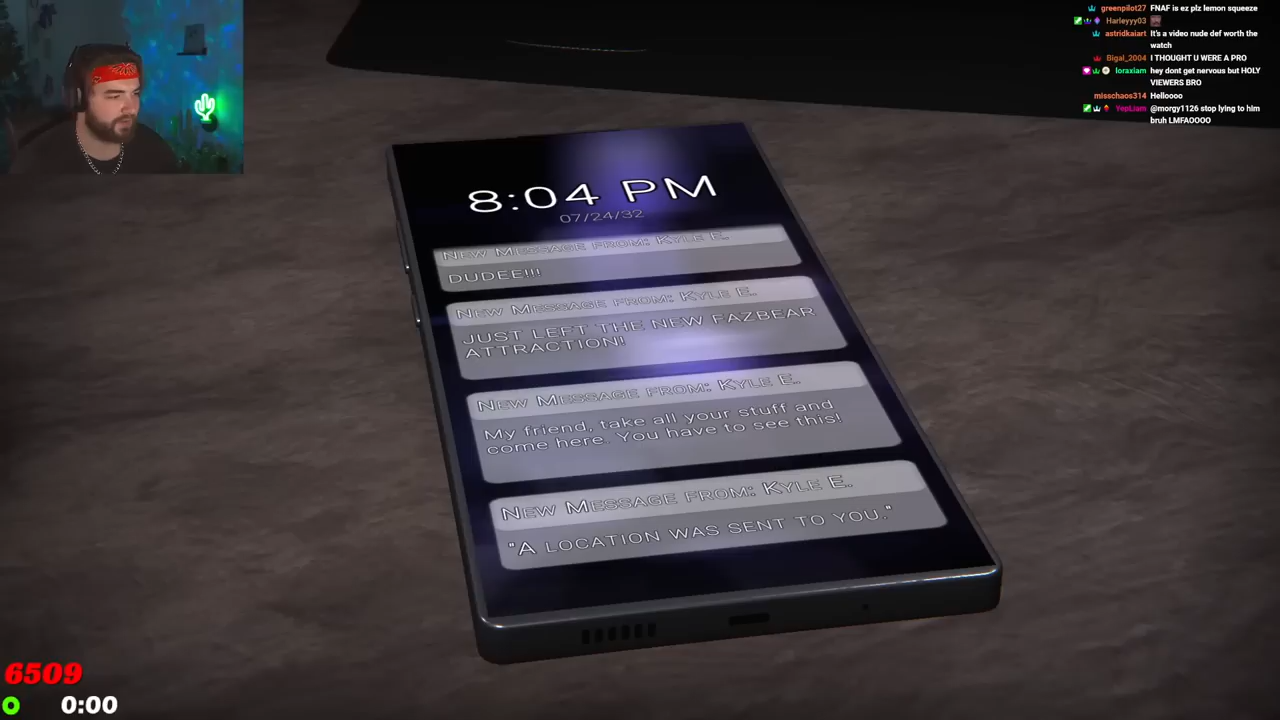 greenpilot27 FNAF is ez plz lemon squeeze
Harleyyy03
astridkaiart It's a video nude def worth the
watch
Bigal_2004 I THOUGHT U WERE A PRO
loraxiam hey dont get nervous but HOLY
VIEWERS BRO
misschaos314 Helloooo
YepLiam @morgy1126 stop lying to him
bruh LMFAOOOO
8:04 PM
07/24/32
New Message from: Kyle E.
DUDEE!!!
New Message from: Kyle E.
JUST LEFT THE NEW FAZBEAR
ATTRACTION!
New Message from: Kyle E.
My friend, take all your stuff and
come here. You have to see this!
New Message from: Kyle E.
"A LOCATION WAS SENT TO YOU."
6509
0:00